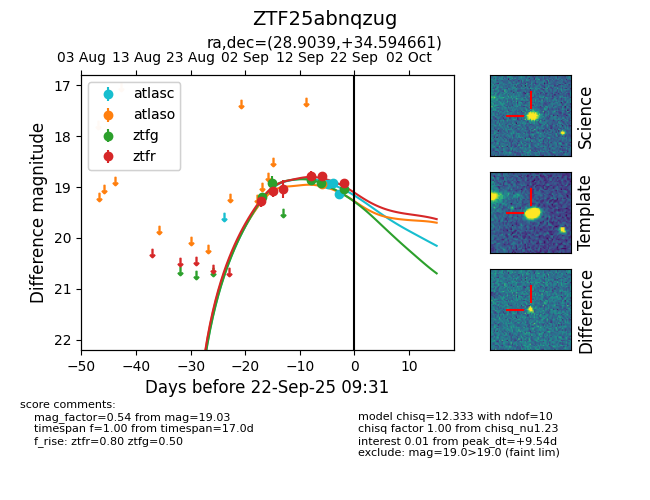 ZTF25abnqzug
ra,dec=(28.9039,+34.594661)
03 Aug 13 Aug 23 Aug 02 Sep 12 Sep 22 Sep 02 Oct
17
18
19
20
21
22
Difference magnitude
atlasc
atlaso
ztfg
ztfr
−50 −40 −30 −20 −10 0 10
Days before 22-Sep-25 09:31
Science
Template
Difference
score comments:
mag_factor=0.54 from mag=19.03
timespan f=1.00 from timespan=17.0d
f_rise: ztfr=0.80 ztfg=0.50
model chisq=12.333 with ndof=10
chisq factor 1.00 from chisq_nu1.23
interest 0.01 from peak_dt=+9.54d
exclude: mag=19.0>19.0 (faint lim)